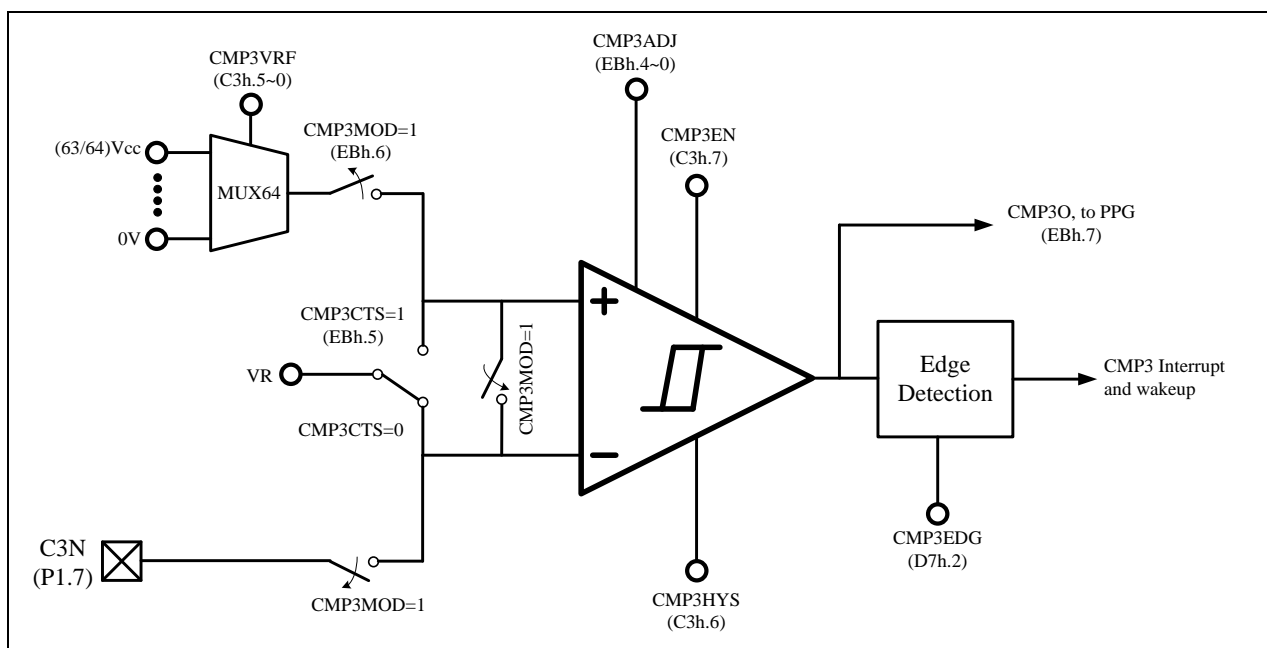 CMP3ADJ
(EBh.4~0)
CMP3VRF
(C3h.5~0)
CMP3MOD=1
(EBh.6)
CMP3EN
(C3h.7)
(63/64)Vcc
MUX64
0V
CMP3O, to PPG
(EBh.7)
+
CMP3CTS=1
(EBh.5)
CMP3MOD=1
VR
Edge
Detection
CMP3 Interrupt
and wakeup
CMP3CTS=0
−
CMP3EDG
(D7h.2)
C3N
(P1.7)
CMP3MOD=1
CMP3HYS
(C3h.6)